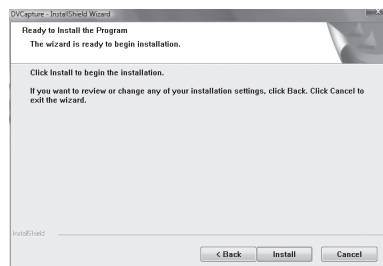 DVCapture - InstallShield Wizard
Ready to Install the Program
The wizard is ready to begin installation.
Click Install to begin the installation.
If you want to review or change any of your installation settings, click Back. Click Cancel to
exit the wizard.
InstallShield
< Back Install Cancel